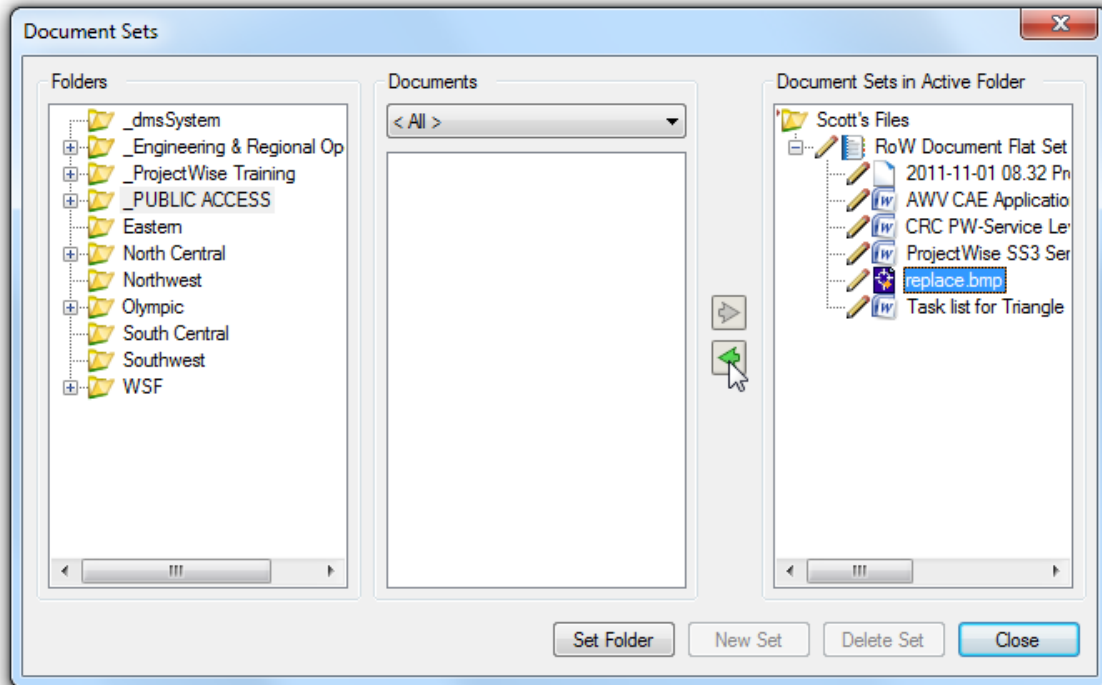 Document Sets
Folders
_dmsSystem
_Engineering & Regional Op
_ProjectWise Training
_PUBLIC ACCESS
Eastern
North Central
Northwest
Olympic
South Central
Southwest
WSF
Documents
< All >
Document Sets in Active Folder
Scott's Files
RoW Document Flat Set
2011-11-01 08.32 Pr
AWV CAE Applicatio
CRC PW-Service Le
ProjectWise SS3 Ser
replace.bmp
Task list for Triangle
Set Folder
New Set
Delete Set
Close